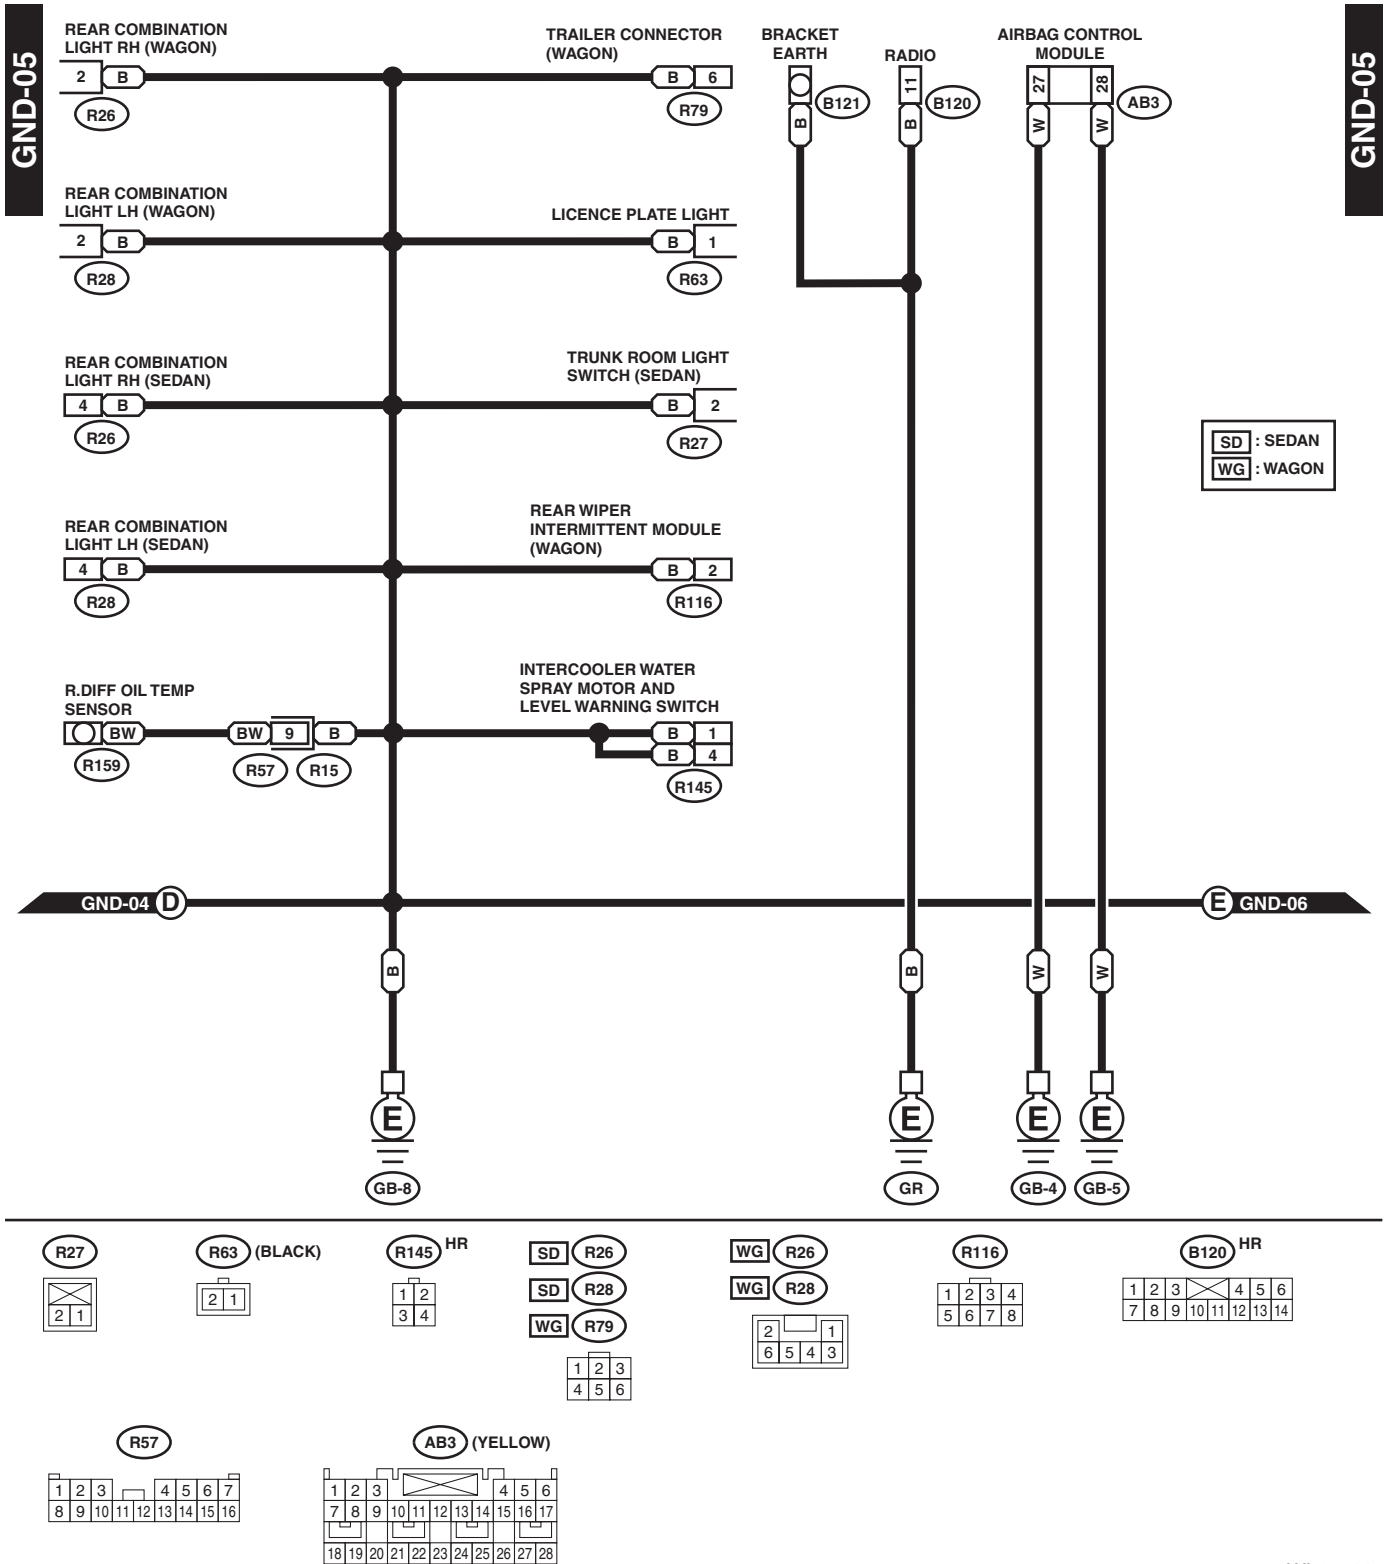 GND-05
GND-05
REAR COMBINATION
LIGHT RH (WAGON)
2 B
R26
TRAILER CONNECTOR
(WAGON)
B 6
R79
BRACKET
EARTH
B121
B
RADIO
11
B120
B
AIRBAG CONTROL
MODULE
27 28
AB3
W W
REAR COMBINATION
LIGHT LH (WAGON)
2 B
R28
LICENCE PLATE LIGHT
B 1
R63
REAR COMBINATION
LIGHT RH (SEDAN)
4 B
R26
TRUNK ROOM LIGHT
SWITCH (SEDAN)
B 2
R27
SD : SEDAN
WG : WAGON
REAR COMBINATION
LIGHT LH (SEDAN)
4 B
R28
REAR WIPER
INTERMITTENT MODULE
(WAGON)
B 2
R116
R.DIFF OIL TEMP
SENSOR
BW
R159
BW 9 B
R57 R15
INTERCOOLER WATER
SPRAY MOTOR AND
LEVEL WARNING SWITCH
B 1
B 4
R145
GND-04 D
E GND-06
B B W W
E E E E
GB-8 GR GB-4 GB-5
R27
2 1
R63 (BLACK)
2 1
R145 HR
1 2
3 4
SD R26
SD R28
WG R79
1 2 3
4 5 6
WG R26
WG R28
2 1
6 5 4 3
R116
1 2 3 4
5 6 7 8
B120 HR
1 2 3 4 5 6
7 8 9 10 11 12 13 14
R57
1 2 3 4 5 6 7
8 9 10 11 12 13 14 15 16
AB3 (YELLOW)
1 2 3 4 5 6
7 8 9 10 11 12 13 14 15 16 17
18 19 20 21 22 23 24 25 26 27 28